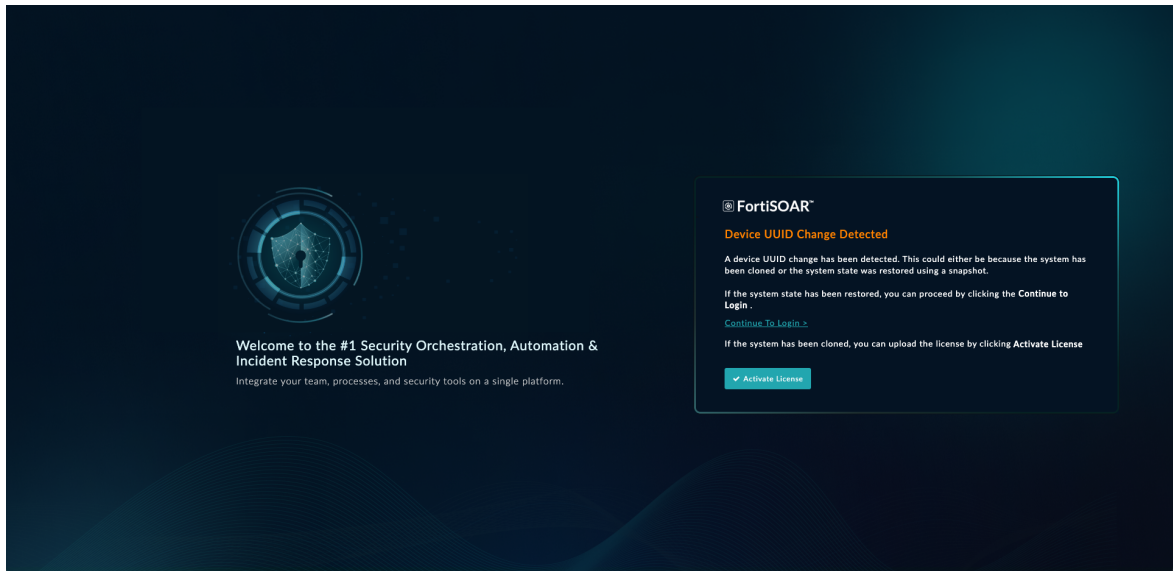 Welcome to the #1 Security Orchestration, Automation &
Incident Response Solution
Integrate your team, processes, and security tools on a single platform.
FortiSOAR™
Device UUID Change Detected
A device UUID change has been detected. This could either be because the system has
been cloned or the system state was restored using a snapshot.
If the system state has been restored, you can proceed by clicking the Continue to
Login .
Continue To Login >
If the system has been cloned, you can upload the license by clicking Activate License
Activate License